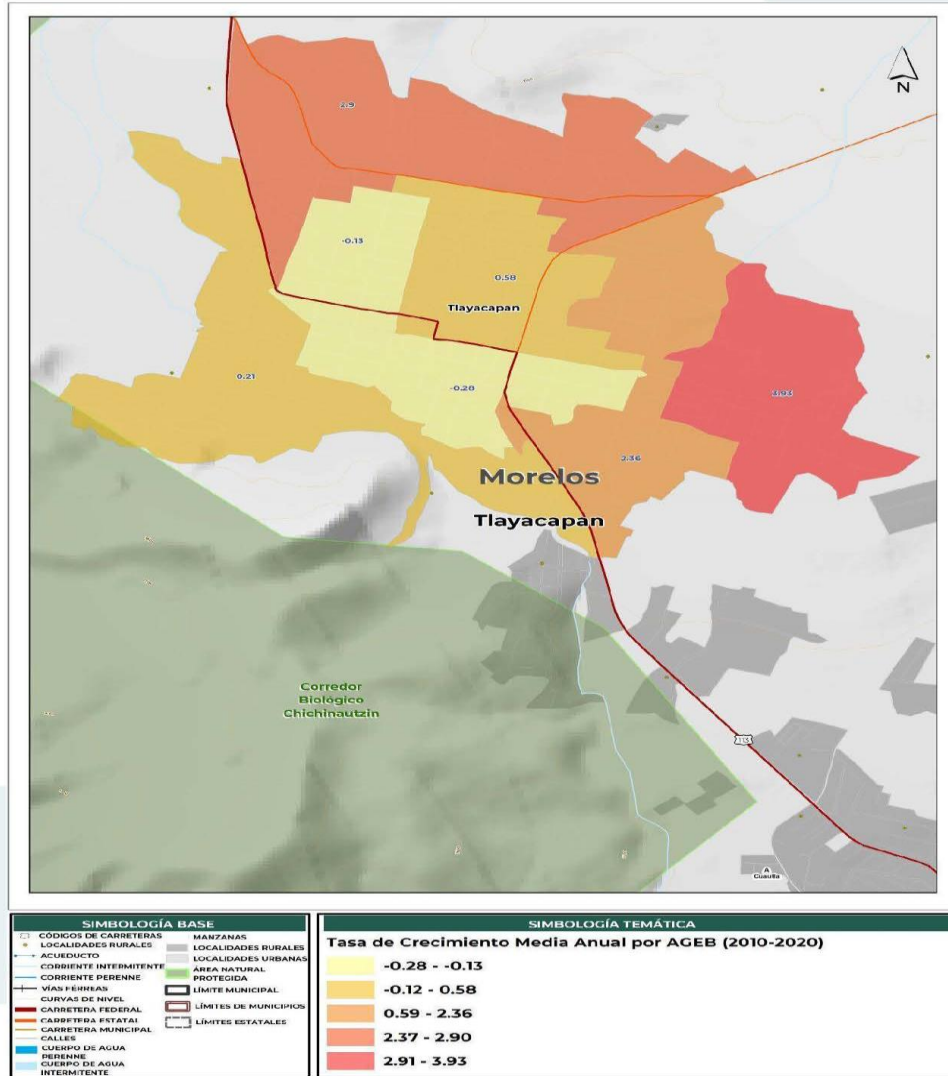 N
2.9
-0.13
0.58
Tlayacapan
0.21
-0.28
3.93
2.36
Morelos
Tlayacapan
Corredor
Biológico
Chichinautzin
113
A
Cuautla
SIMBOLOGÍA BASE
CÓDIGOS DE CARRETERAS
LOCALIDADES RURALES
ACUEDUCTO
CORRIENTE INTERMITENTE
CORRIENTE PERENNE
VÍAS FÉRREAS
CURVAS DE NIVEL
CARRETERA FEDERAL
CARRETERA ESTATAL
CARRETERA MUNICIPAL
CALLES
CUERPO DE AGUA
PERENNE
CUERPO DE AGUA
INTERMITENTE
MANZANAS
LOCALIDADES RURALES
LOCALIDADES URBANAS
ÁREA NATURAL
PROTEGIDA
LÍMITE MUNICIPAL
LÍMITES DE MUNICIPIOS
LÍMITES ESTATALES
SIMBOLOGÍA TEMÁTICA
Tasa de Crecimiento Media Anual por AGEB (2010-2020)
-0.28 - -0.13
-0.12 - 0.58
0.59 - 2.36
2.37 - 2.90
2.91 - 3.93